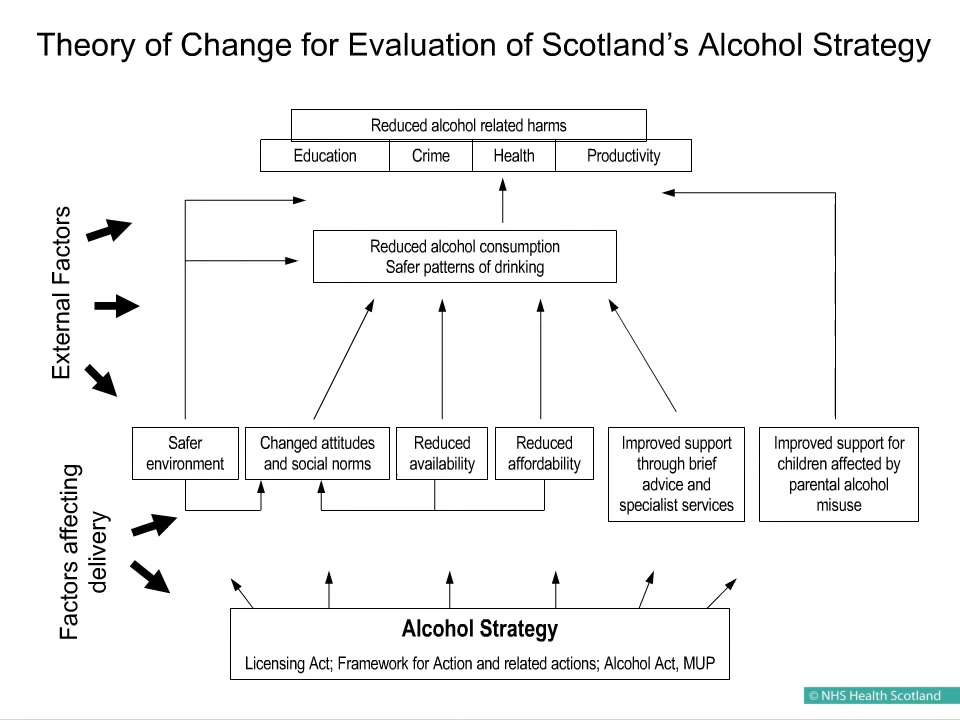 Theory of Change for Evaluation of Scotland's Alcohol Strategy
Reduced alcohol related harms
Education
Crime
Health
Productivity
External Factors
Reduced alcohol consumption
Safer patterns of drinking
Safer
environment
Changed attitudes
and social norms
Reduced
availability
Reduced
affordability
Improved support
through brief
advice and
specialist services
Improved support for
children affected by
parental alcohol
misuse
Factors affecting
delivery
Alcohol Strategy
Licensing Act; Framework for Action and related actions; Alcohol Act, MUP
© NHS Health Scotland